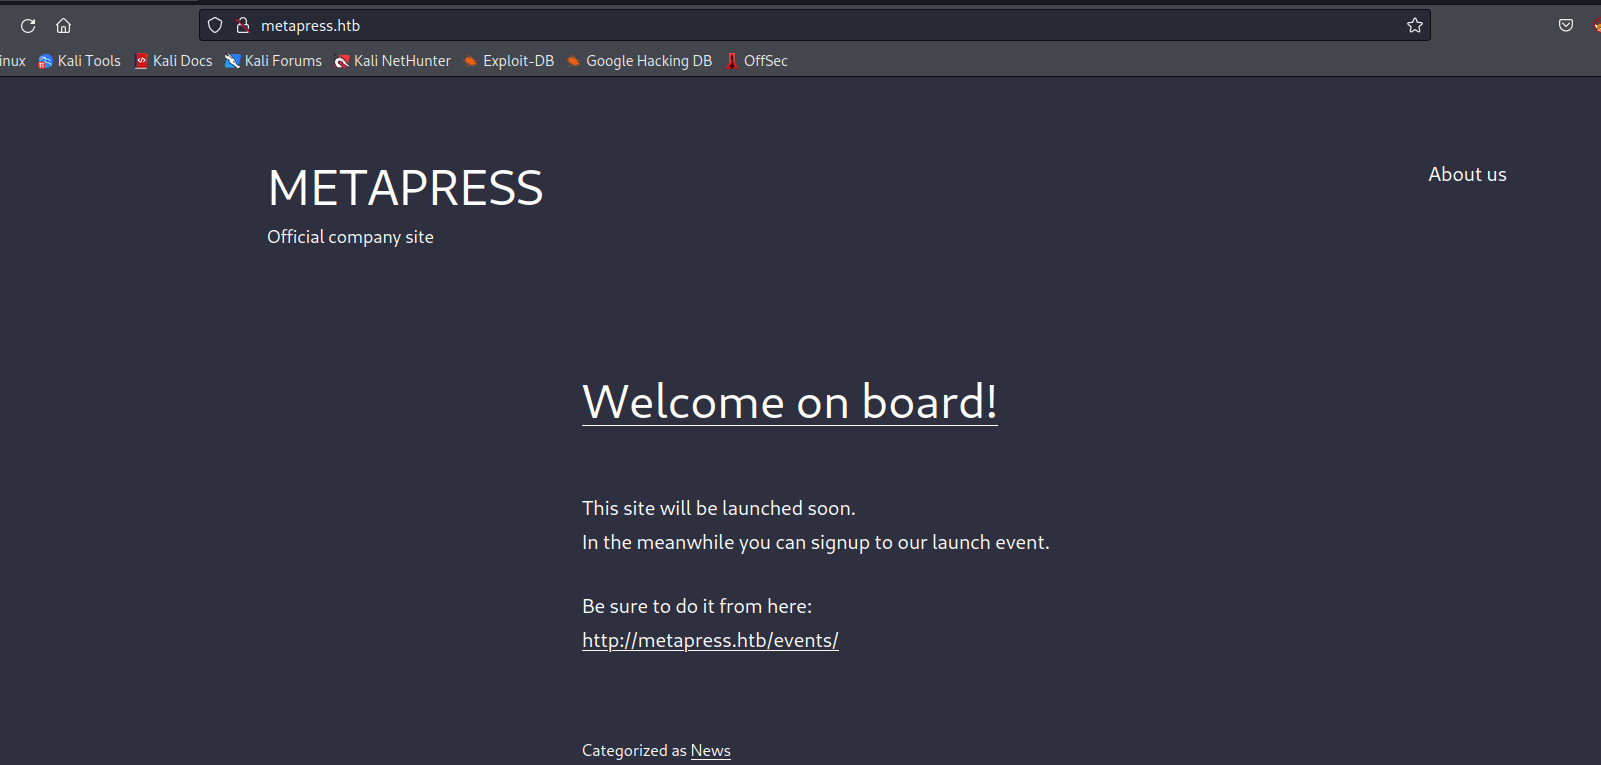 metapress.htb
inux Kali Tools Kali Docs Kali Forums Kali NetHunter Exploit-DB Google Hacking DB OffSec
METAPRESS
About us
Official company site
Welcome on board!
This site will be launched soon.
In the meanwhile you can signup to our launch event.
Be sure to do it from here:
http://metapress.htb/events/
Categorized as News